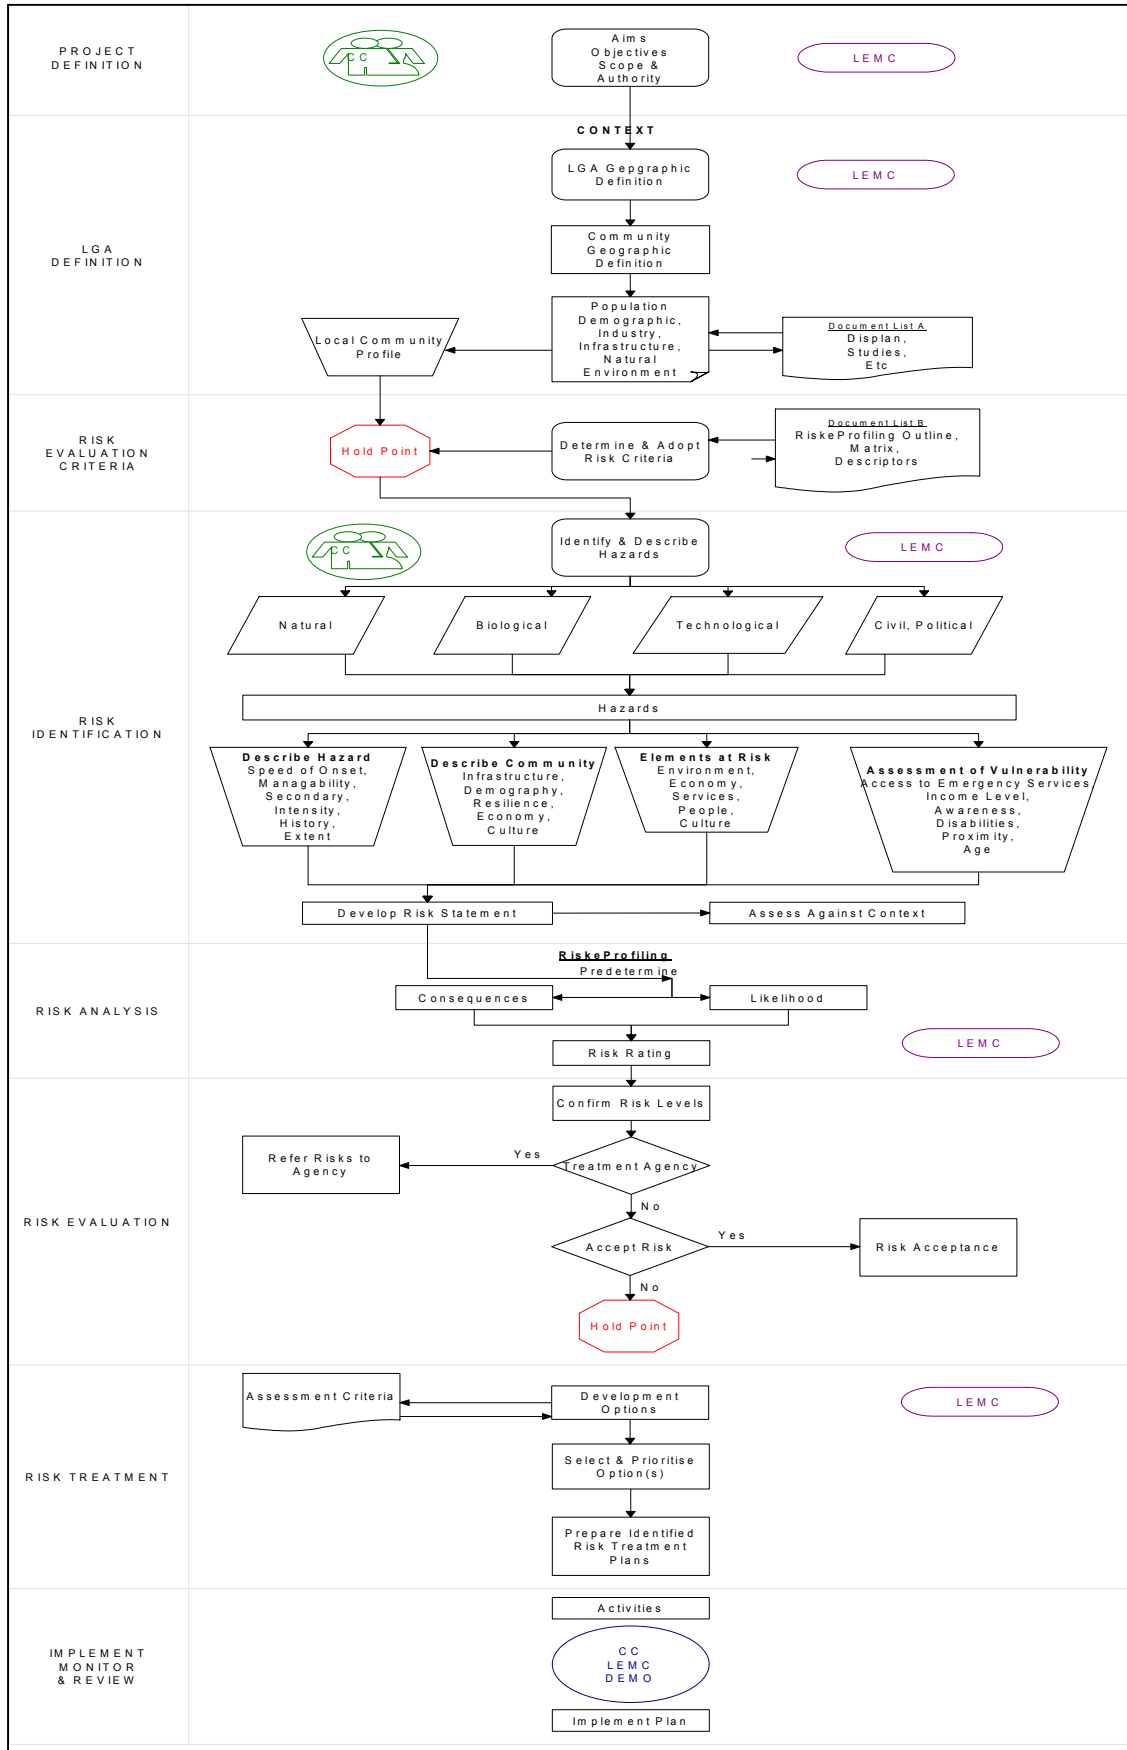 PROJECT
DEFINITION
CC
Aims
Objectives
Scope &
Authority
LEMC
CONTEXT
LGA
DEFINITION
LGA Gepgraphic
Definition
LEMC
Community
Geographic
Definition
Population
Demographic,
Industry,
Infrastructure,
Natural
Environment
Local Community
Profile
Document List A
Displan,
Studies,
Etc
RISK
EVALUATION
CRITERIA
Hold Point
Determine & Adopt
Risk Criteria
Document List B
RiskeProfiling Outline,
Matrix,
Descriptors
RISK
IDENTIFICATION
CC
Identify & Describe
Hazards
LEMC
Natural
Biological
Technological
Civil, Political
Hazards
Describe Hazard
Speed of Onset,
Managability,
Secondary,
Intensity,
History,
Extent
Describe Community
Infrastructure,
Demography,
Resilience,
Economy,
Culture
Elements at Risk
Environment,
Economy,
Services,
People,
Culture
Assessment of Vulnerability
Access to Emergency Services
Income Level,
Awareness,
Disabilities,
Proximity,
Age
Develop Risk Statement
Assess Against Context
RISK ANALYSIS
RiskeProfiling
Predetermine
Consequences
Likelihood
Risk Rating
LEMC
RISK EVALUATION
Confirm Risk Levels
Refer Risks to
Agency
Yes
Treatment Agency
No
Accept Risk
Yes
Risk Acceptance
No
Hold Point
RISK TREATMENT
Assessment Criteria
Development
Options
LEMC
Select & Prioritise
Option(s)
Prepare Identified
Risk Treatment
Plans
IMPLEMENT
MONITOR
& REVIEW
Activities
CC
LEMC
DEMO
Implement Plan